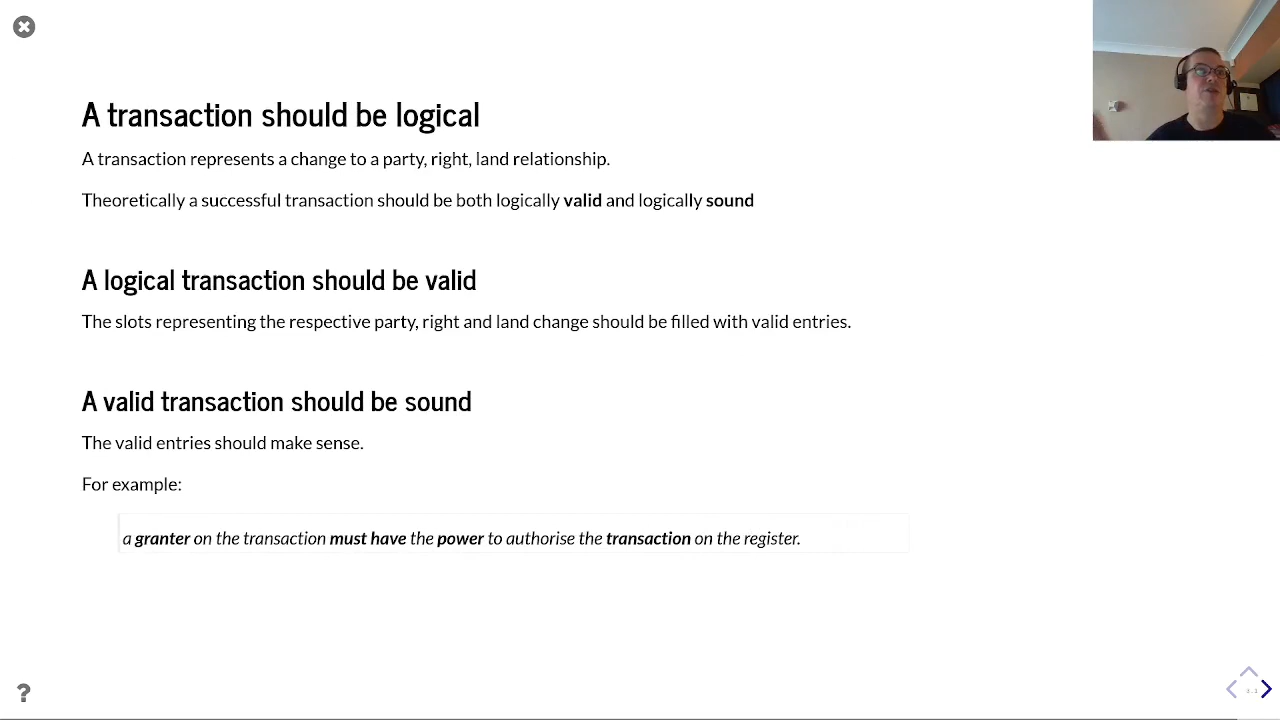 A transaction should be logical
A transaction represents a change to a party, right, land relationship.
Theoretically a successful transaction should be both logically valid and logically sound
A logical transaction should be valid
The slots representing the respective party, right and land change should be filled with valid entries.
A valid transaction should be sound
The valid entries should make sense.
For example:
a granter on the transaction must have the power to authorise the transaction on the register.
?